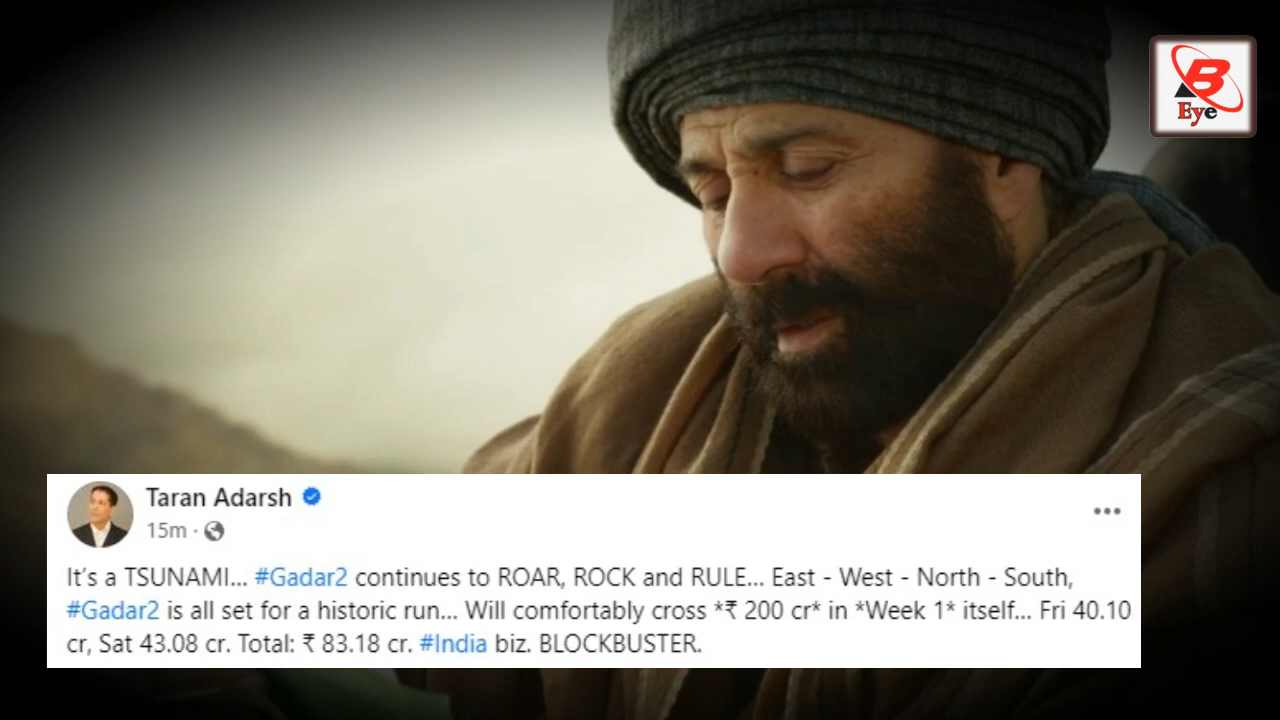 B
Eye
Taran Adarsh
15m ·
It's a TSUNAMI... #Gadar2 continues to ROAR, ROCK and RULE... East - West - North - South,
#Gadar2 is all set for a historic run... Will comfortably cross *₹ 200 cr* in *Week 1* itself... Fri 40.10
cr, Sat 43.08 cr. Total: ₹ 83.18 cr. #India biz. BLOCKBUSTER.